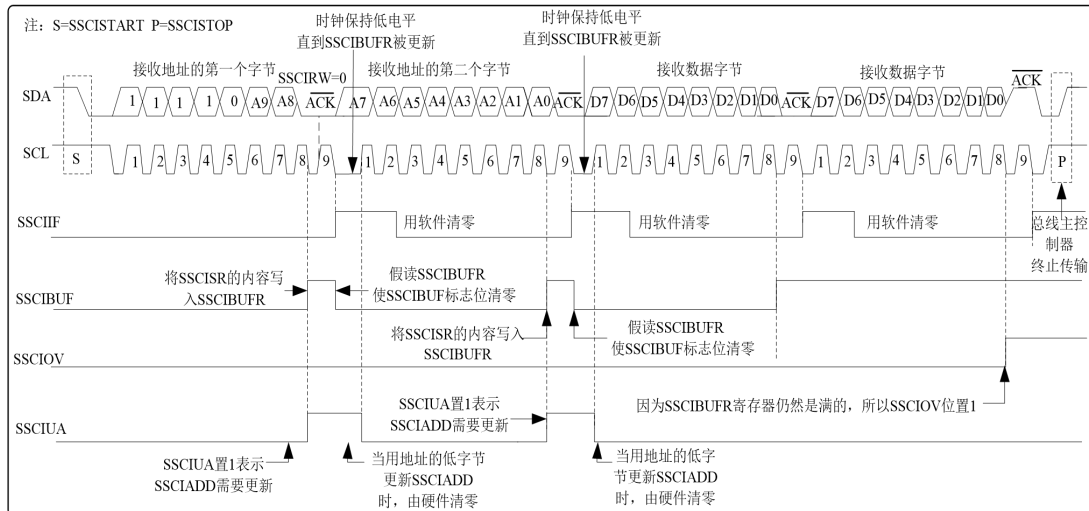 注：S=SSCISTART P=SSCISTOP
时钟保持低电平
直到SSCIBUFR被更新
时钟保持低电平
直到SSCIBUFR被更新
接收地址的第一个字节
SSCIRW=0
接收地址的第二个字节
接收数据字节
接收数据字节
SDA
1 1 1 1 0 A9 A8 ACK A7 A6 A5 A4 A3 A2 A1 A0 ACK D7 D6 D5 D4 D3 D2 D1 D0 ACK D7 D6 D5 D4 D3 D2 D1 D0 ACK
SCL
S 1 2 3 4 5 6 7 8 9 1 2 3 4 5 6 7 8 9 1 2 3 4 5 6 7 8 9 1 2 3 4 5 6 7 8 9 P
SSCIIF
用软件清零
用软件清零
用软件清零
总线主控
制器
终止传输
将SSCISR的内容写
入SSCIBUFR
假读SSCIBUFR
使SSCIBUF标志位清零
SSCIBUF
将SSCISR的内容写入
SSCIBUFR
假读SSCIBUFR
使SSCIBUF标志位清零
SSCIOV
因为SSCIBUFR寄存器仍然是满的，所以SSCIOV位置1
SSCIUA置1表示
SSCIADD需要更新
SSCIUA
SSCIUA置1表示
SSCIADD需要更新
当用地址的低字节
更新SSCIADD
时，由硬件清零
当用地址的低字
节更新SSCIADD
时，由硬件清零